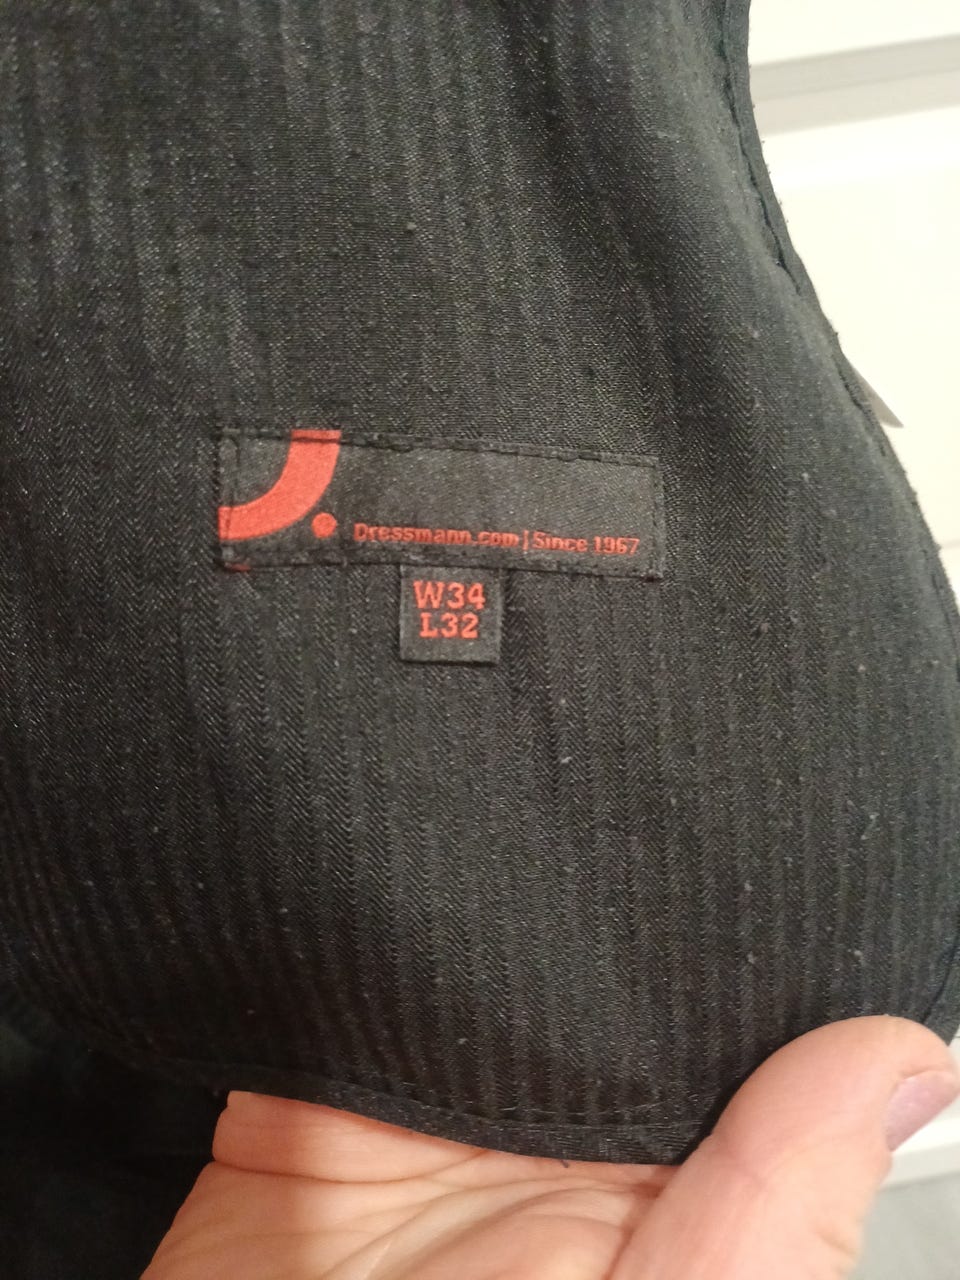 Dressmann.com | Since 1967
W34
L32